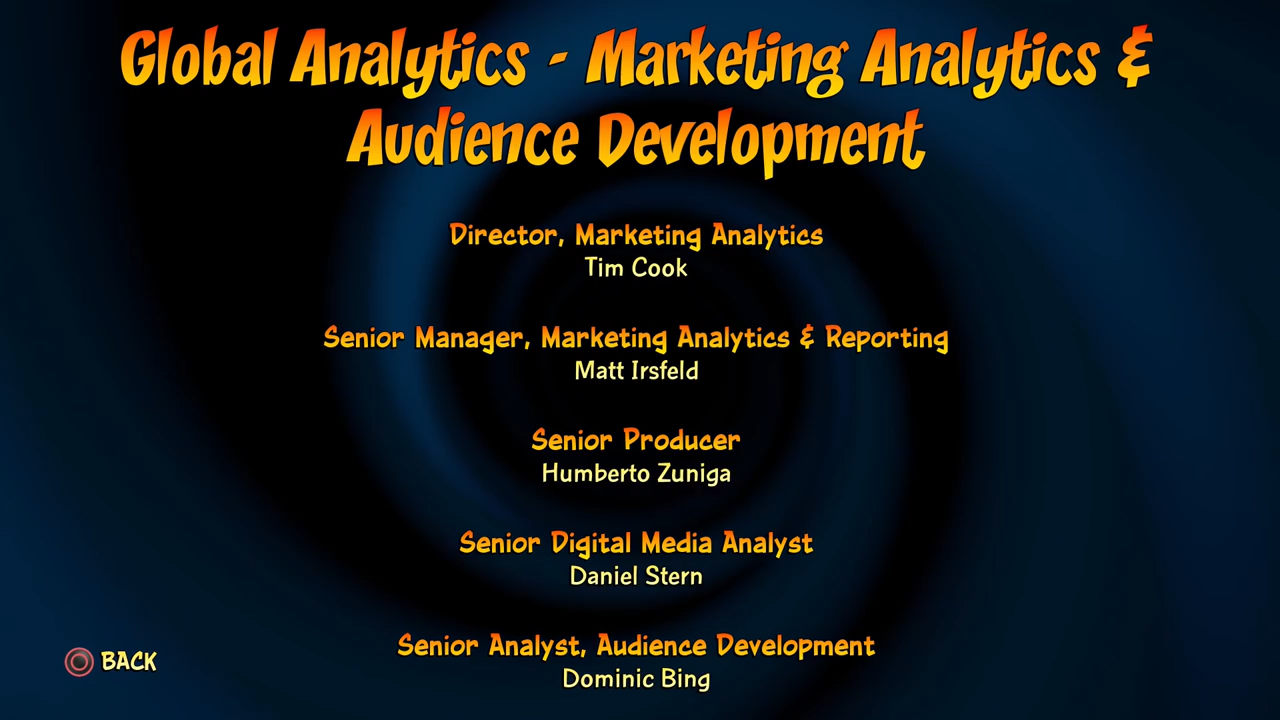 Global Analytics - Marketing Analytics &
Audience Development
Director, Marketing Analytics
Tim Cook
Senior Manager, Marketing Analytics & Reporting
Matt Irsfeld
Senior Producer
Humberto Zuniga
Senior Digital Media Analyst
Daniel Stern
Senior Analyst, Audience Development
Dominic Bing
BACK